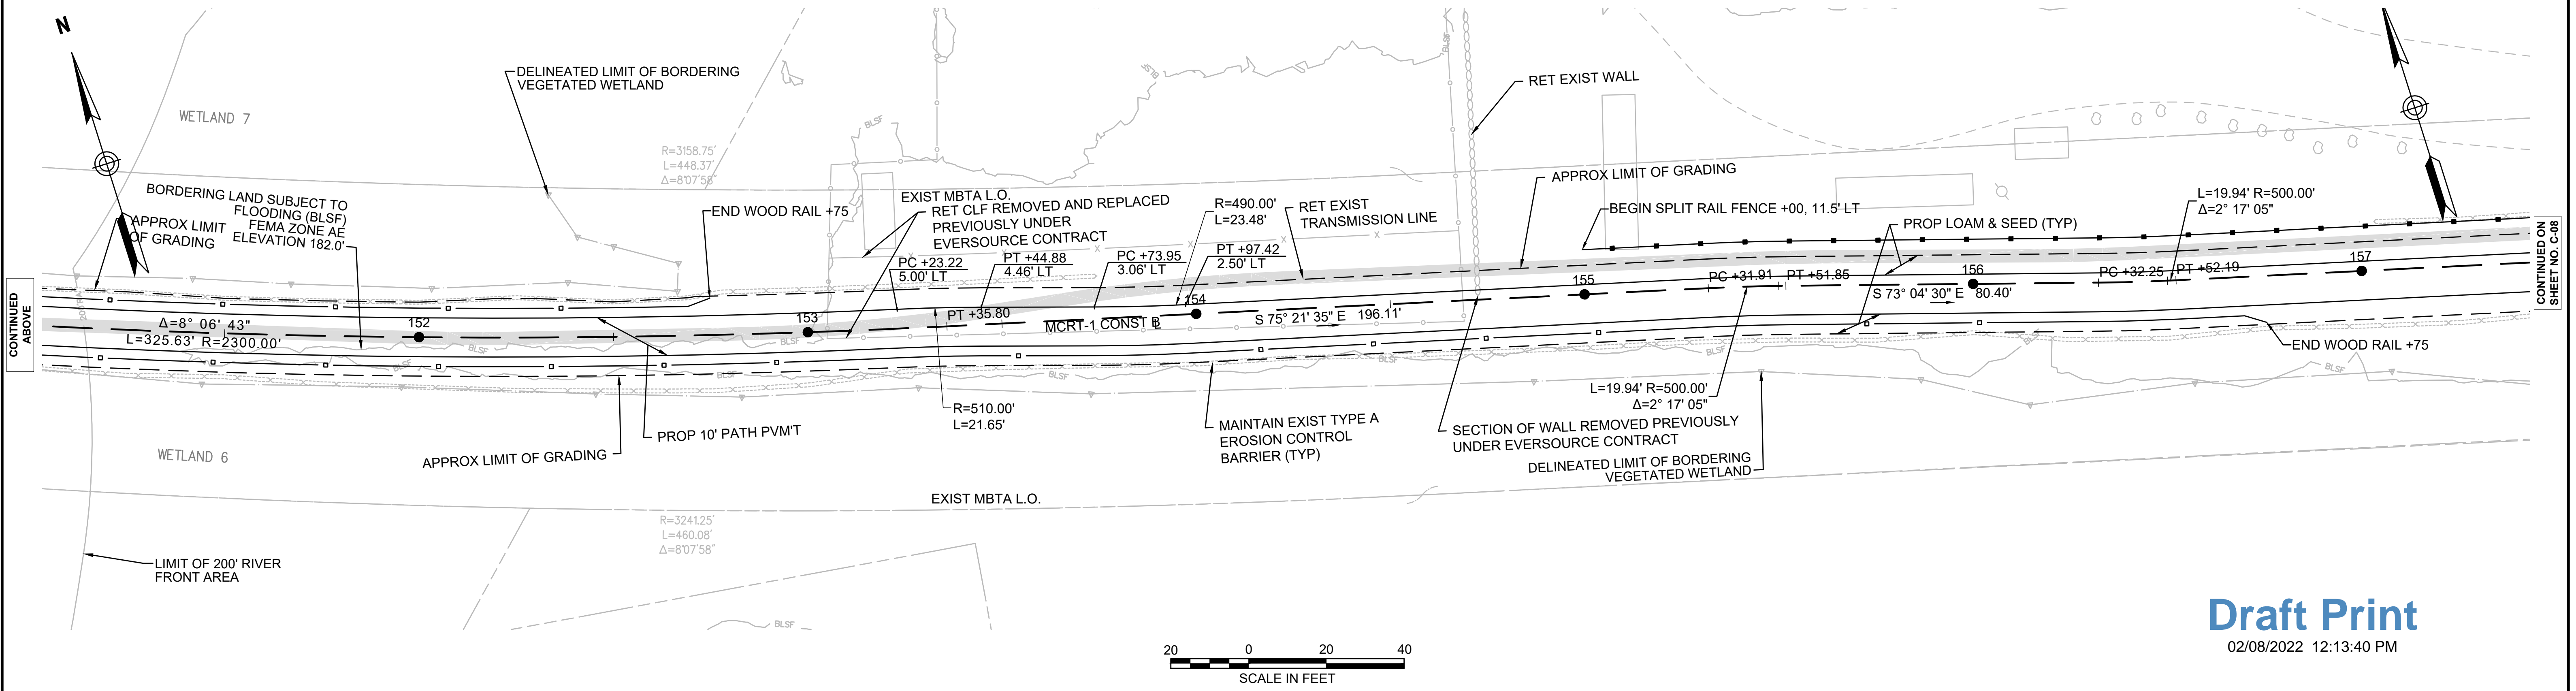 N
DELINEATED LIMIT OF BORDERING
VEGETATED WETLAND
WETLAND 7
R=3158.75'
L=448.37'
Δ=8°07'58"
BLSF
BLSF
BLSF
RET EXIST WALL
BORDERING LAND SUBJECT TO
FLOODING (BLSF)
FEMA ZONE AE
ELEVATION 182.0'
APPROX LIMIT
OF GRADING
END WOOD RAIL +75
EXIST MBTA L.O.
RET CLF REMOVED AND REPLACED
PREVIOUSLY UNDER
EVERSOURCE CONTRACT
R=490.00'
L=23.48'
RET EXIST
TRANSMISSION LINE
APPROX LIMIT OF GRADING
BEGIN SPLIT RAIL FENCE +00, 11.5' LT
PROP LOAM & SEED (TYP)
L=19.94' R=500.00'
Δ=2° 17' 05"
PC +23.22
5.00' LT
PT +44.88
4.46' LT
PC +73.95
3.06' LT
PT +97.42
2.50' LT
CONTINUED
ABOVE
CONTINUED ON
SHEET NO. C-08
Δ=8° 06' 43"
L=325.63' R=2300.00'
152
153
PT +35.80
MCRT-1 CONST BL
154
S 75° 21' 35" E 196.11'
155
PC +31.91
PT +51.85
156
S 73° 04' 30" E 80.40'
PC +32.25
PT +52.19
157
BLSF
BLSF
BLSF
BLSF
BLSF
BLSF
BLSF
END WOOD RAIL +75
L=19.94' R=500.00'
Δ=2° 17' 05"
R=510.00'
L=21.65'
PROP 10' PATH PVM'T
APPROX LIMIT OF GRADING
MAINTAIN EXIST TYPE A
EROSION CONTROL
BARRIER (TYP)
SECTION OF WALL REMOVED PREVIOUSLY
UNDER EVERSOURCE CONTRACT
DELINEATED LIMIT OF BORDERING
VEGETATED WETLAND
WETLAND 6
EXIST MBTA L.O.
R=3241.25'
L=460.08'
Δ=8°07'58"
LIMIT OF 200' RIVER
FRONT AREA
BLSF
20 0 20 40
SCALE IN FEET
Draft Print
02/08/2022 12:13:40 PM